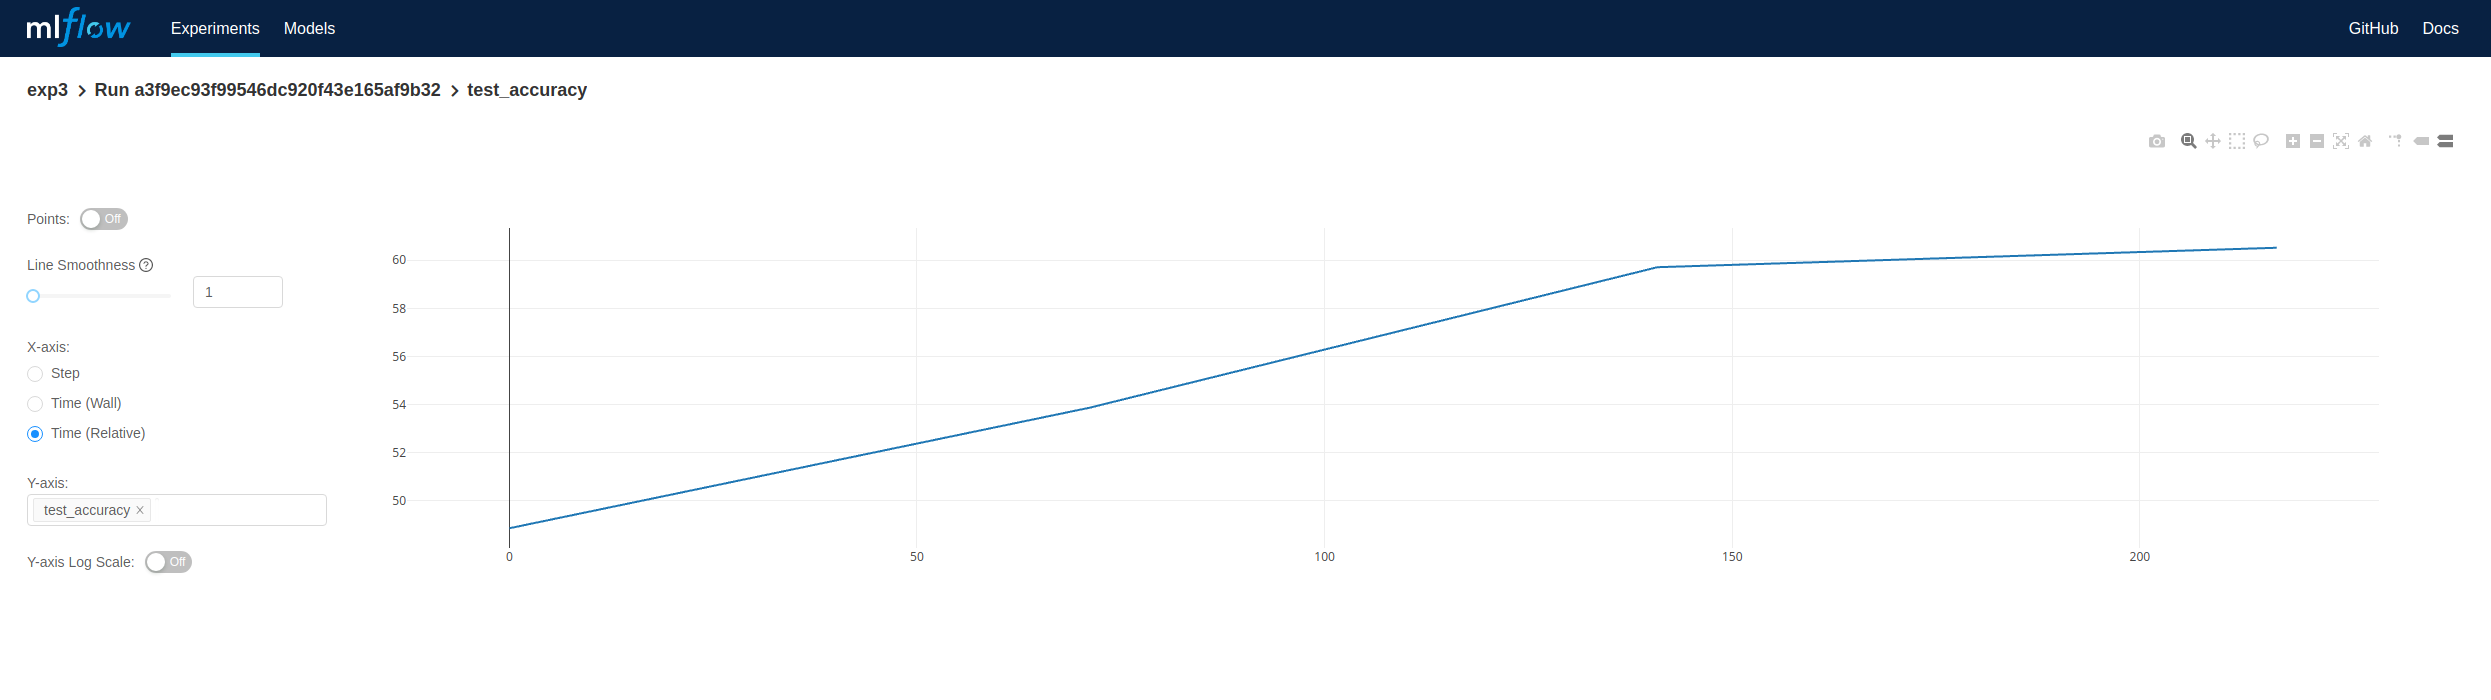 mlflow Experiments Models GitHub Docs
exp3 > Run a3f9ec93f99546dc920f43e165af9b32 > test_accuracy
Points: Off
Line Smoothness ?
1
X-axis:
Step
Time (Wall)
Time (Relative)
Y-axis:
test_accuracy ×
Y-axis Log Scale: Off
60
58
56
54
52
50
0 50 100 150 200